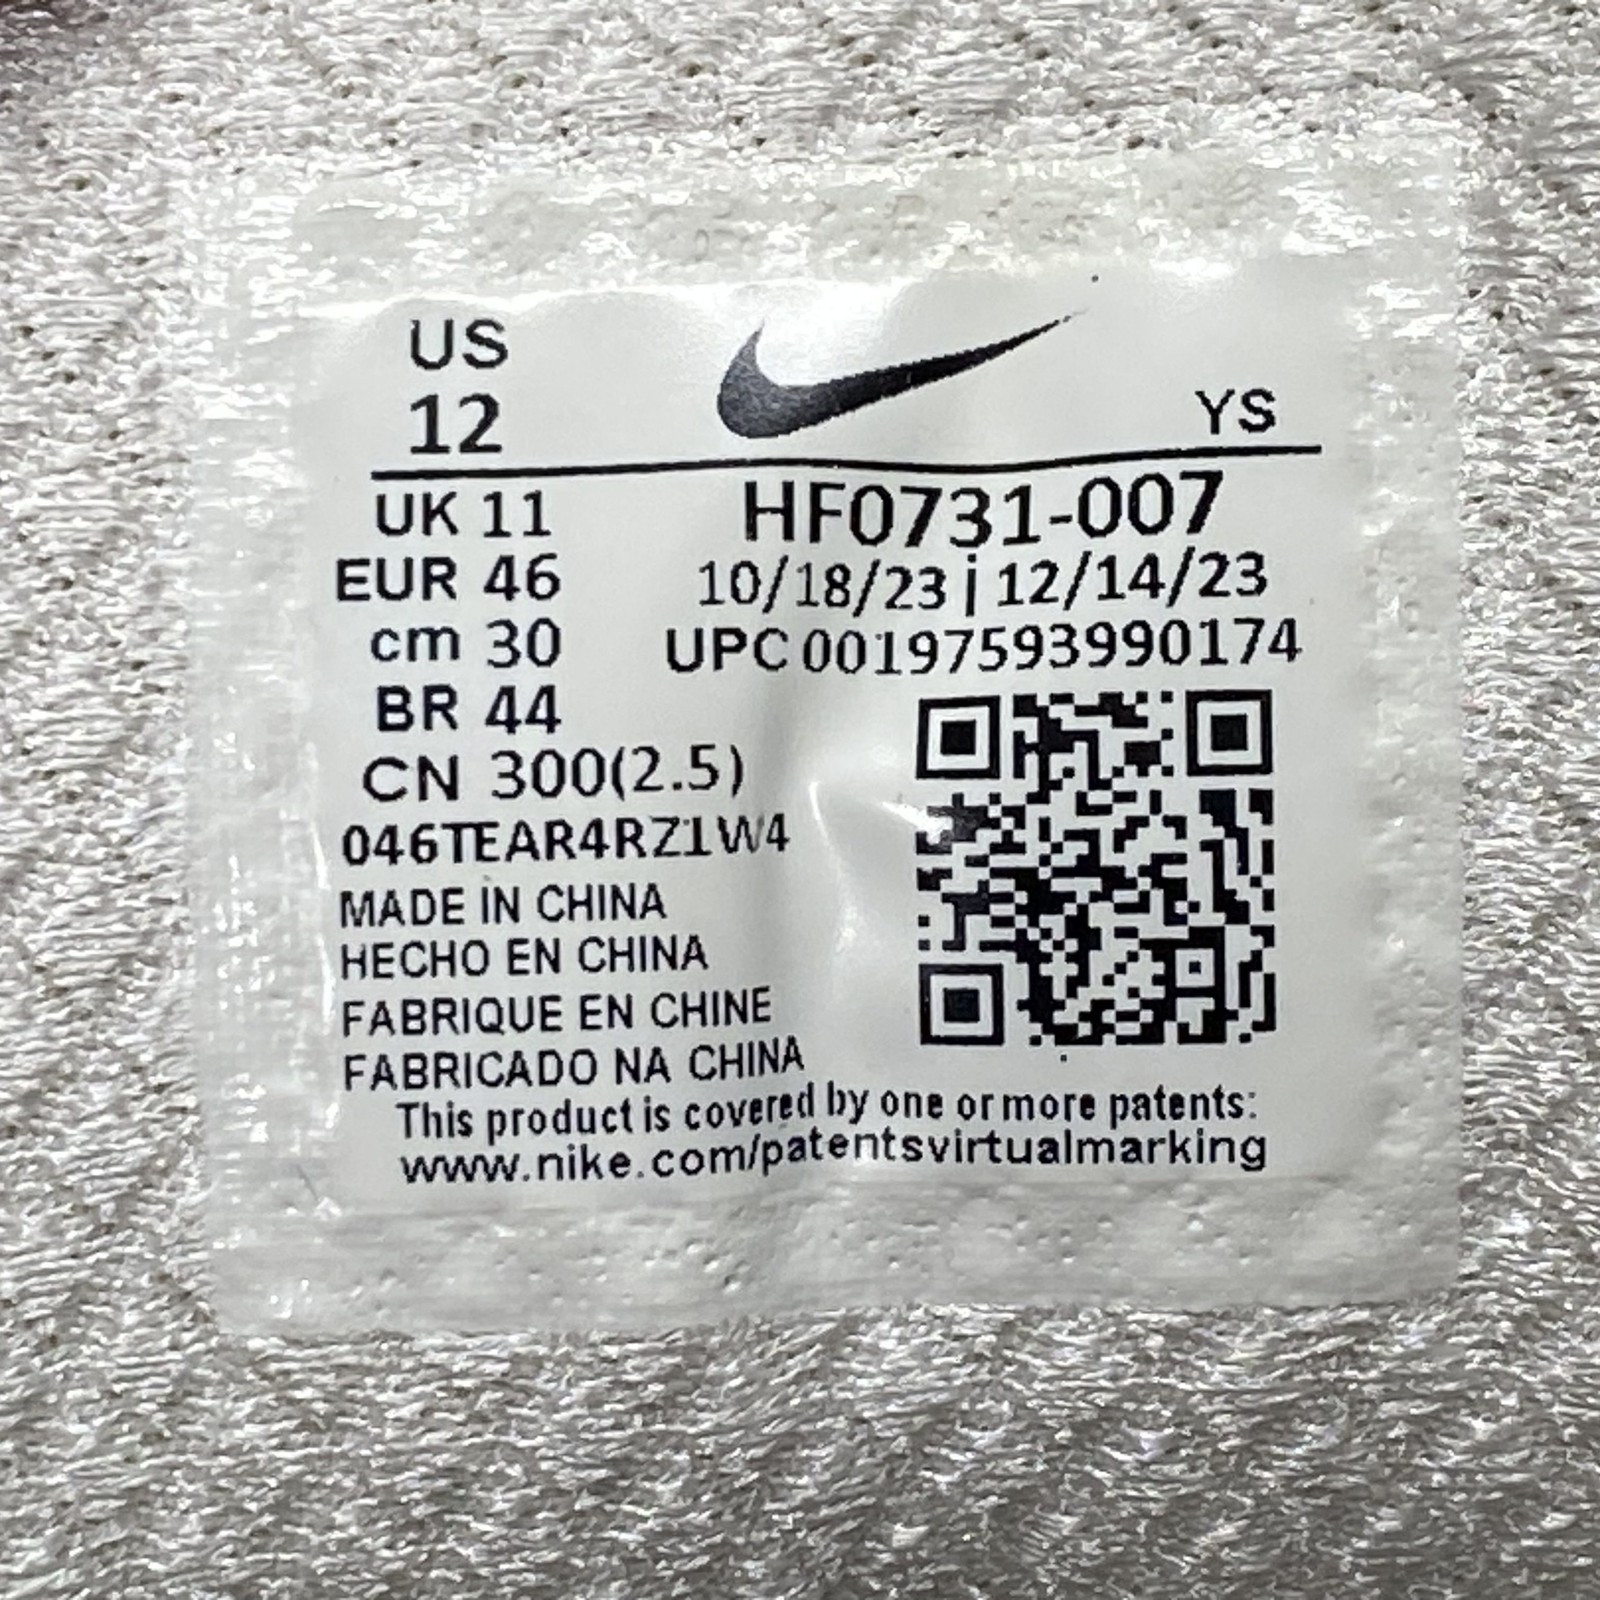 US
12
YS
UK 11
EUR 46
cm 30
BR 44
CN 300(2.5)
HF0731-007
10/18/23 | 12/14/23
UPC 00197593990174
046TEAR4RZ1W4
MADE IN CHINA
HECHO EN CHINA
FABRIQUE EN CHINE
FABRICADO NA CHINA
This product is covered by one or more patents:
www.nike.com/patentsvirtualmarking